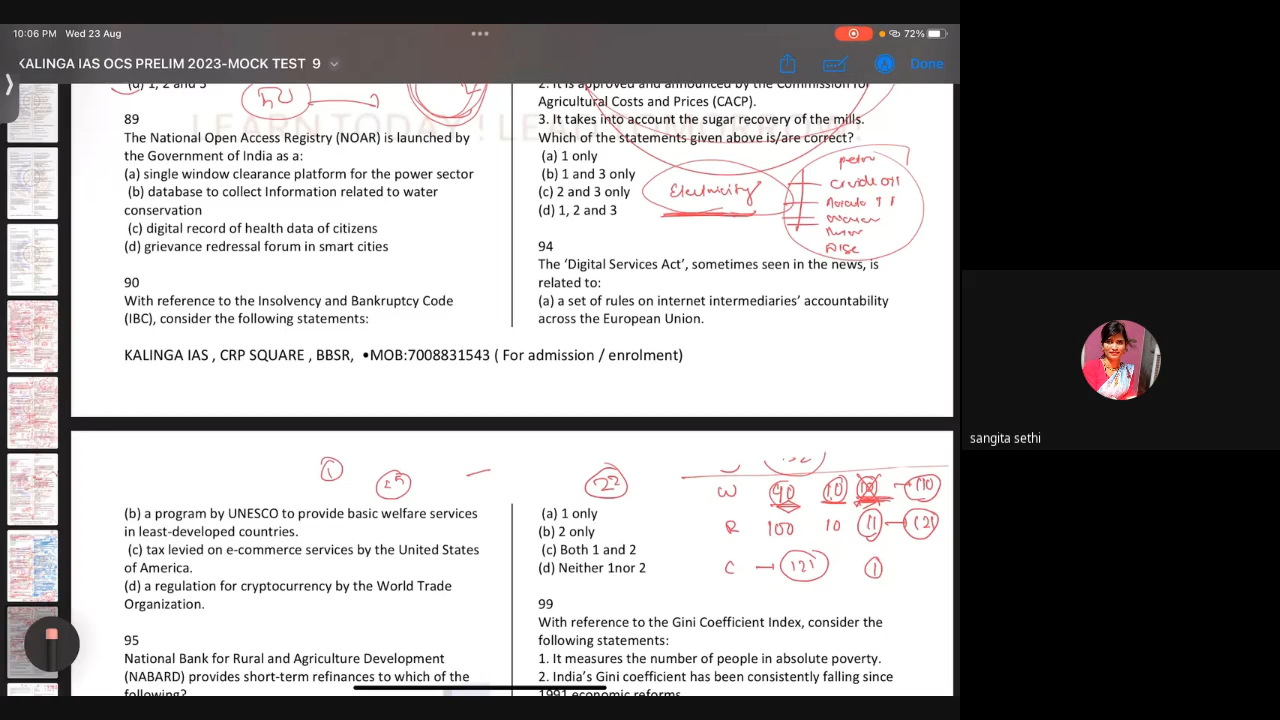 10:06 PM Wed 23 Aug
72%
KALINGA IAS OCS PRELIM 2023-MOCK TEST 9
Done
89
The National Open Access Registry (NOAR) is launched by
the Government of India as a:
(a) single window clearance platform for the power sector
(b) database to collect information related to water
conservation
(c) digital record of health data of citizens
(d) grievance redressal forum in smart cities
90
With reference to the Insolvency and Bankruptcy Code
(IBC), consider the following statements:
2. It is approved and announced by the Commission for
Agricultural Costs and Prices (CACP).
3. It takes into account the sugar recovery of the mills.
Which of the statements given above is/are correct?
(a) 1 only
(b) 1 and 3 only
(c) 2 and 3 only
(d) 1, 2 and 3
Electricity
crude oil
94
The ‘Digital Services Act’, sometimes seen in the news, is
related to:
(a) a set of rules on internet intermediaries’ accountability
across the European Union.
KALINGA IAS , CRP SQUARE , BBSR, •MOB:7008931543 ( For admission / enrolment)
1
22
(b) a program by UNESCO to provide basic welfare services
in least-developed countries.
(c) tax levied on e-commerce services by the United States
of America.
(d) a regulation for cryptocurrency by the World Trade
Organization.
95
National Bank for Rural and Agriculture Development
(NABARD) provides short-term refinances to which of the
90 10
R 100 10 11 121
C 121 1
(a) 1 only
(b) 2 only
(c) Both 1 and 2
(d) Neither 1nor 2
99
With reference to the Gini Coefficient Index, consider the
following statements:
1. It measures the number of people in absolute poverty.
2. India’s Gini coefficient has been consistently falling since
1991 economic reforms.
sangita sethi